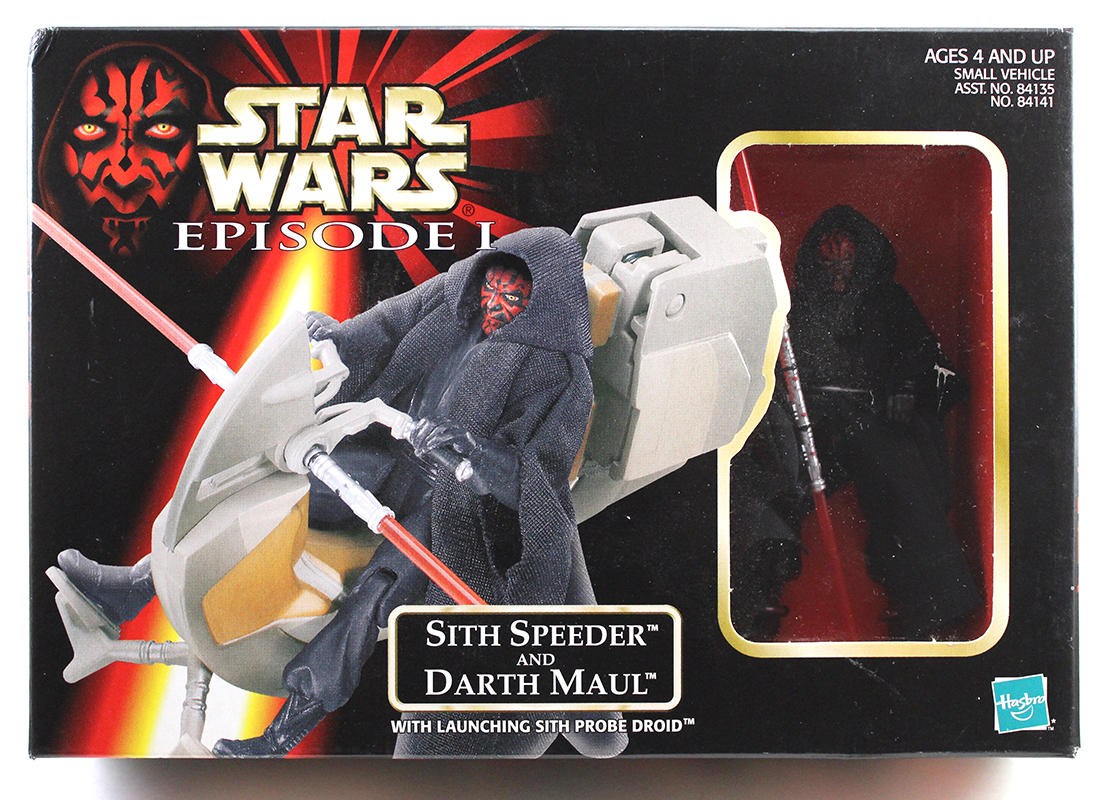 STAR
WARS®
EPISODE I
AGES 4 AND UP
SMALL VEHICLE
ASST. NO. 84135
NO. 84141
SITH SPEEDER™
AND
DARTH MAUL™
WITH LAUNCHING SITH PROBE DROID™
Hasbro
™*